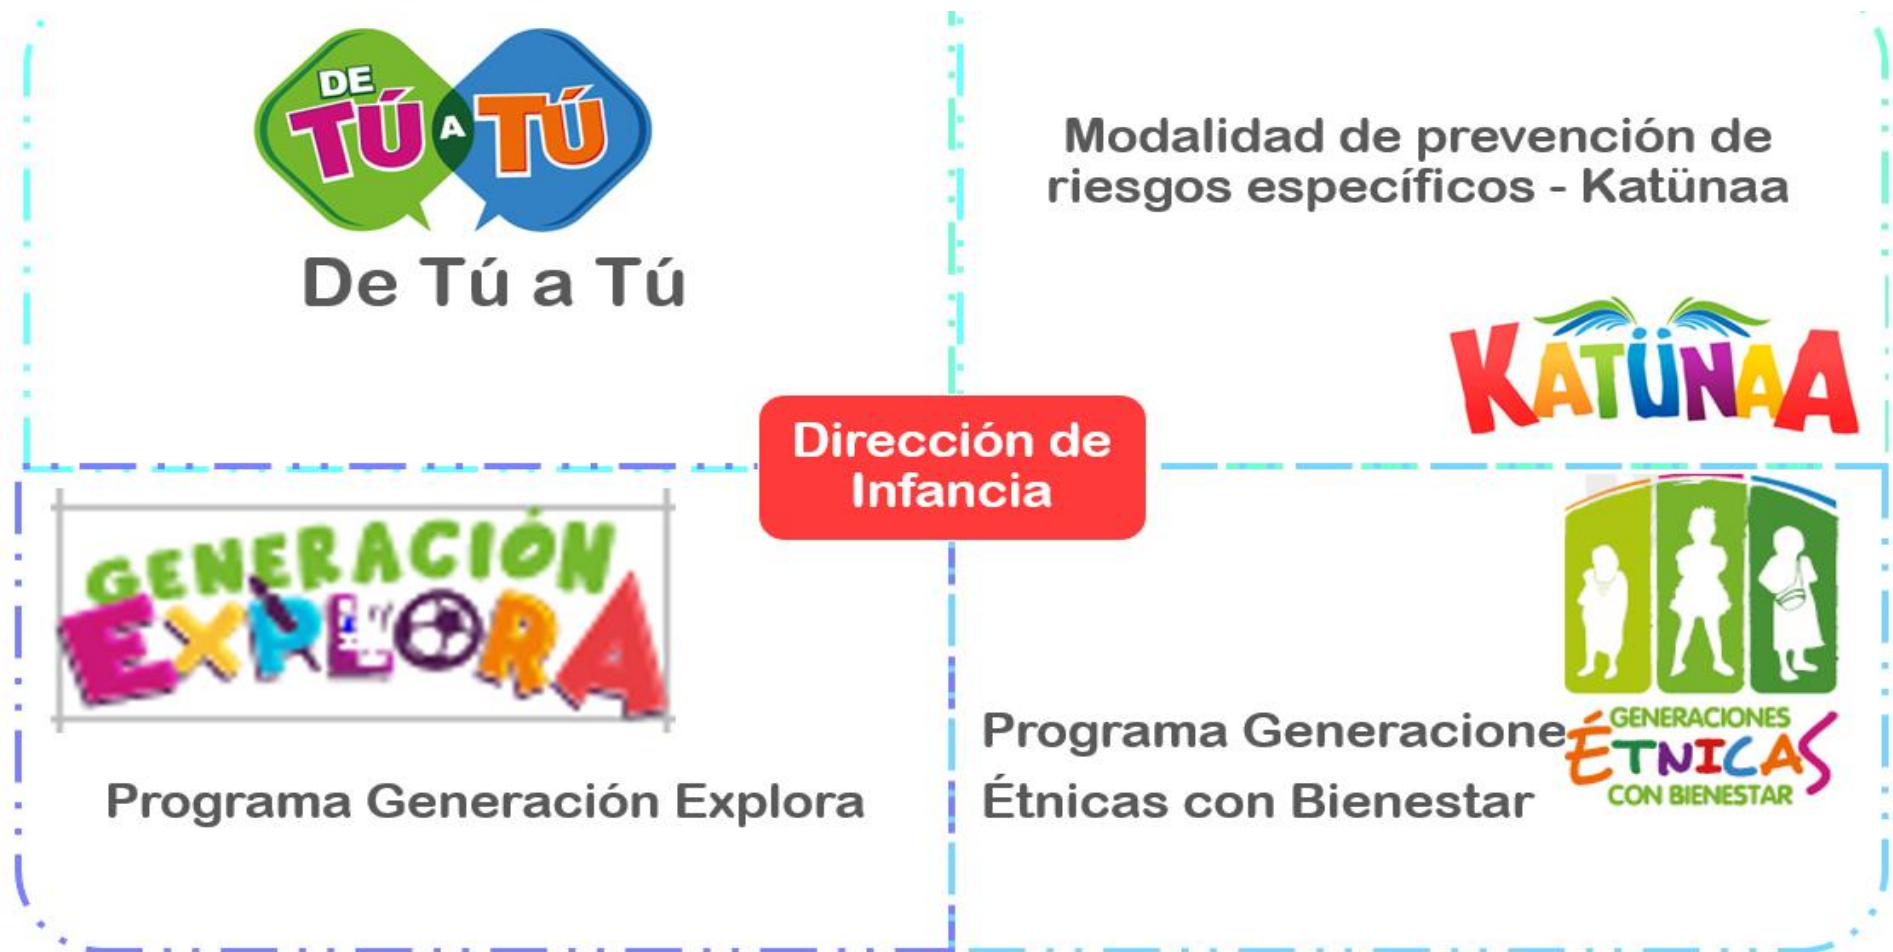 DE
TÚ A TÚ
De Tú a Tú
Modalidad de prevención de
riesgos específicos - Katünaa
KATÜNAA
Dirección de
Infancia
GENERACIÓN
EXPLORA
Programa Generación Explora
Programa Generacione
Étnicas con Bienestar
GENERACIONES
ÉTNICAS
CON BIENESTAR